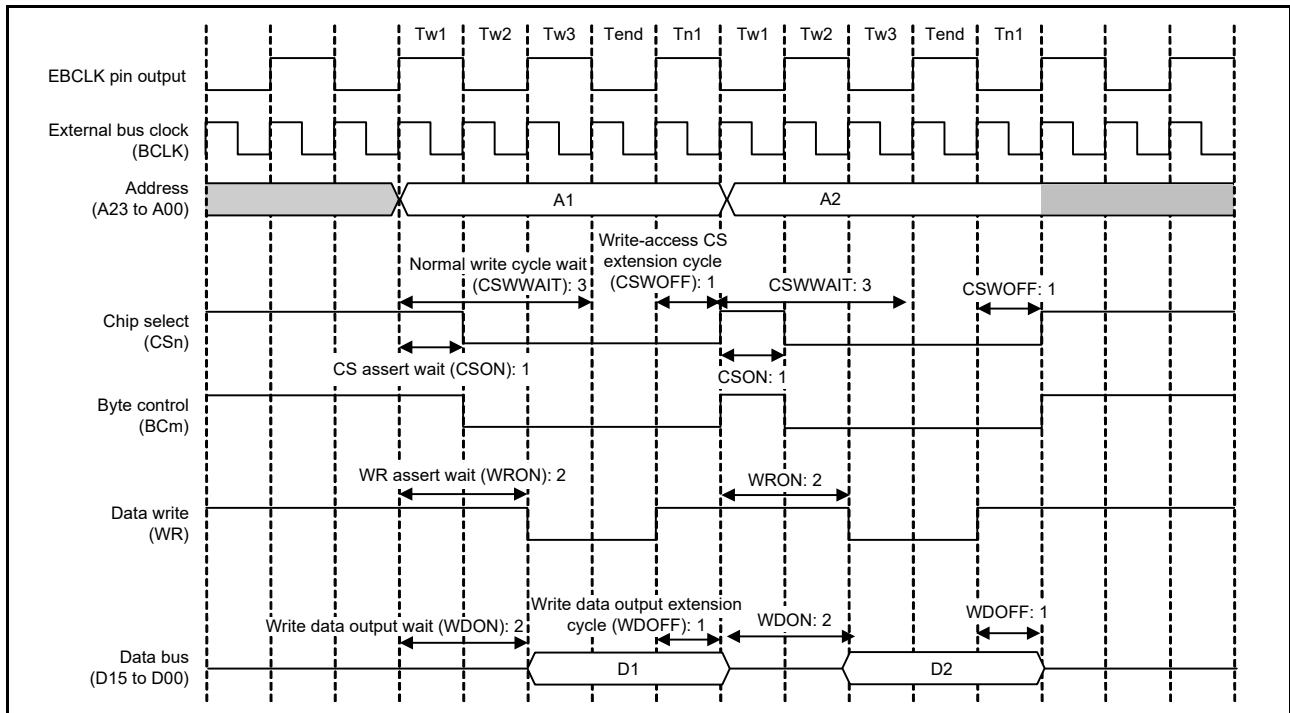 Tw1 Tw2 Tw3 Tend Tn1 Tw1 Tw2 Tw3 Tend Tn1
EBCLK pin output
External bus clock
(BCLK)
Address
(A23 to A00)
A1
A2
Write-access CS
extension cycle
(CSWOFF): 1
Normal write cycle wait
(CSWWAIT): 3
CSWWAIT: 3
CSWOFF: 1
Chip select
(CSn)
CS assert wait (CSON): 1
CSON: 1
Byte control
(BCm)
WR assert wait (WRON): 2
WRON: 2
Data write
(WR)
Write data output extension
cycle (WDOFF): 1
Write data output wait (WDON): 2
WDON: 2
WDOFF: 1
Data bus
(D15 to D00)
D1
D2